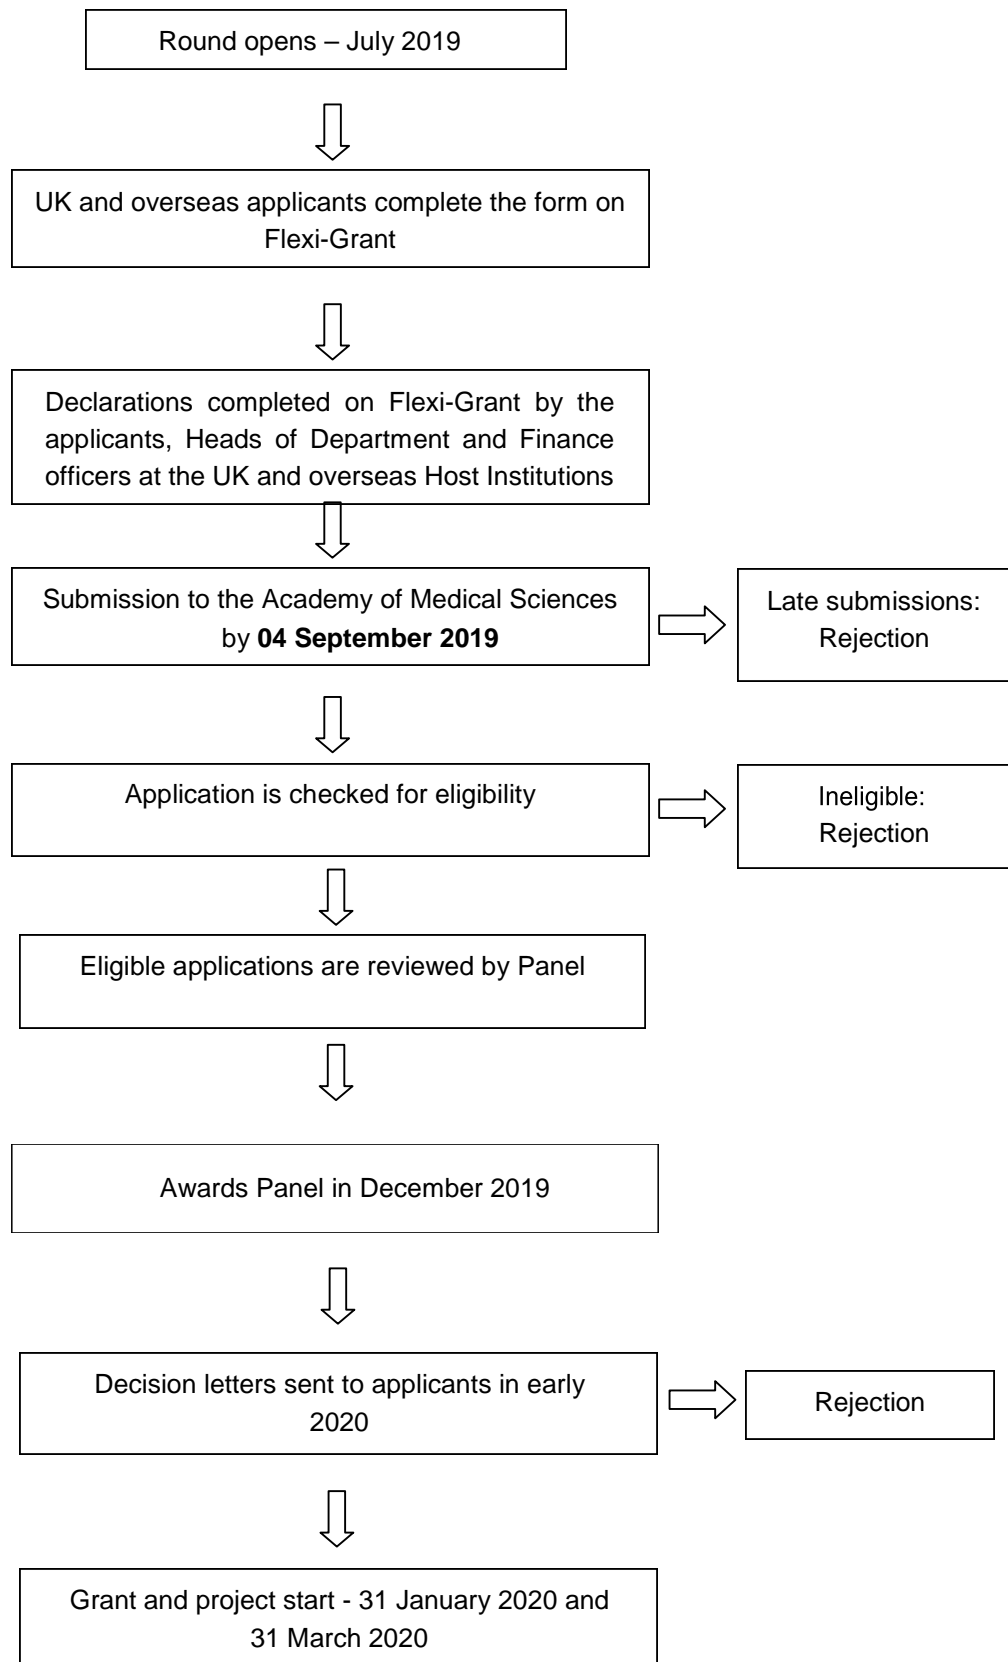 Round opens – July 2019
UK and overseas applicants complete the form on
Flexi-Grant
Declarations completed on Flexi-Grant by the
applicants, Heads of Department and Finance
officers at the UK and overseas Host Institutions
Submission to the Academy of Medical Sciences
by 04 September 2019
Late submissions:
Rejection
Application is checked for eligibility
Ineligible:
Rejection
Eligible applications are reviewed by Panel
Awards Panel in December 2019
Decision letters sent to applicants in early
2020
Rejection
Grant and project start - 31 January 2020 and
31 March 2020